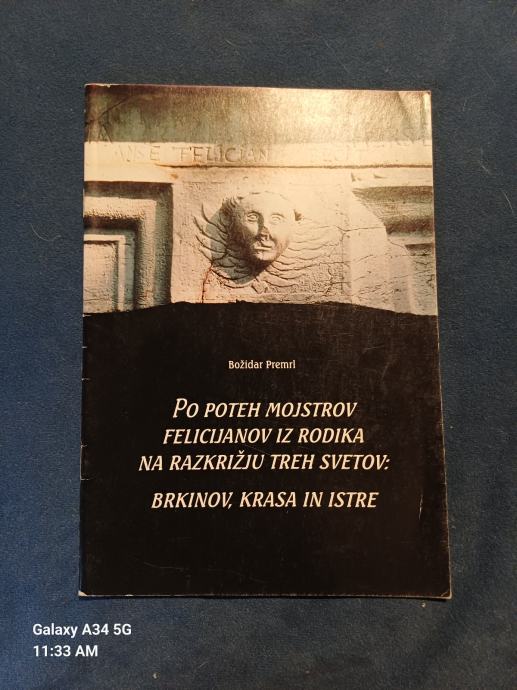 FELICIJAN
Božidar Premrl
PO POTEH MOJSTROV
FELICIJANOV IZ RODIKA
NA RAZKRIŽJU TREH SVETOV:
BRKINOV, KRASA IN ISTRE
Galaxy A34 5G
11:33 AM